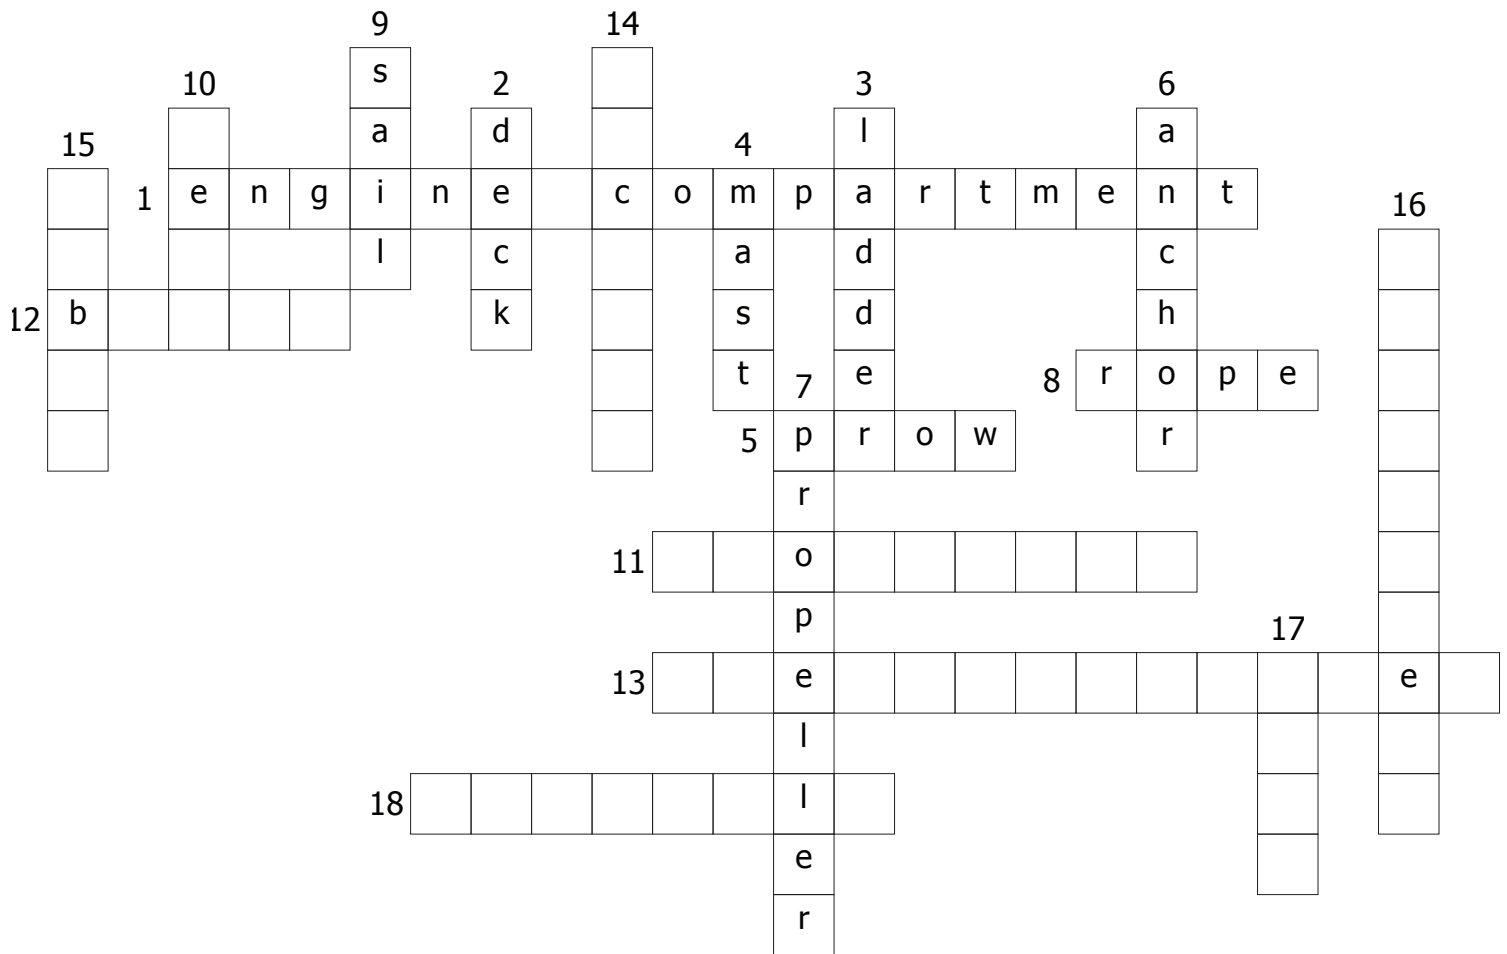 9 14
s
10 2 3 6
a d l a
15 4
1 e n g i n e c o m p a r t m e n t
16
l c a d c
12 b k s d h
t 7 e 8 r o p e
5 p r o w r
r
11 o
p
17
13 e e
l
18 l
e
r